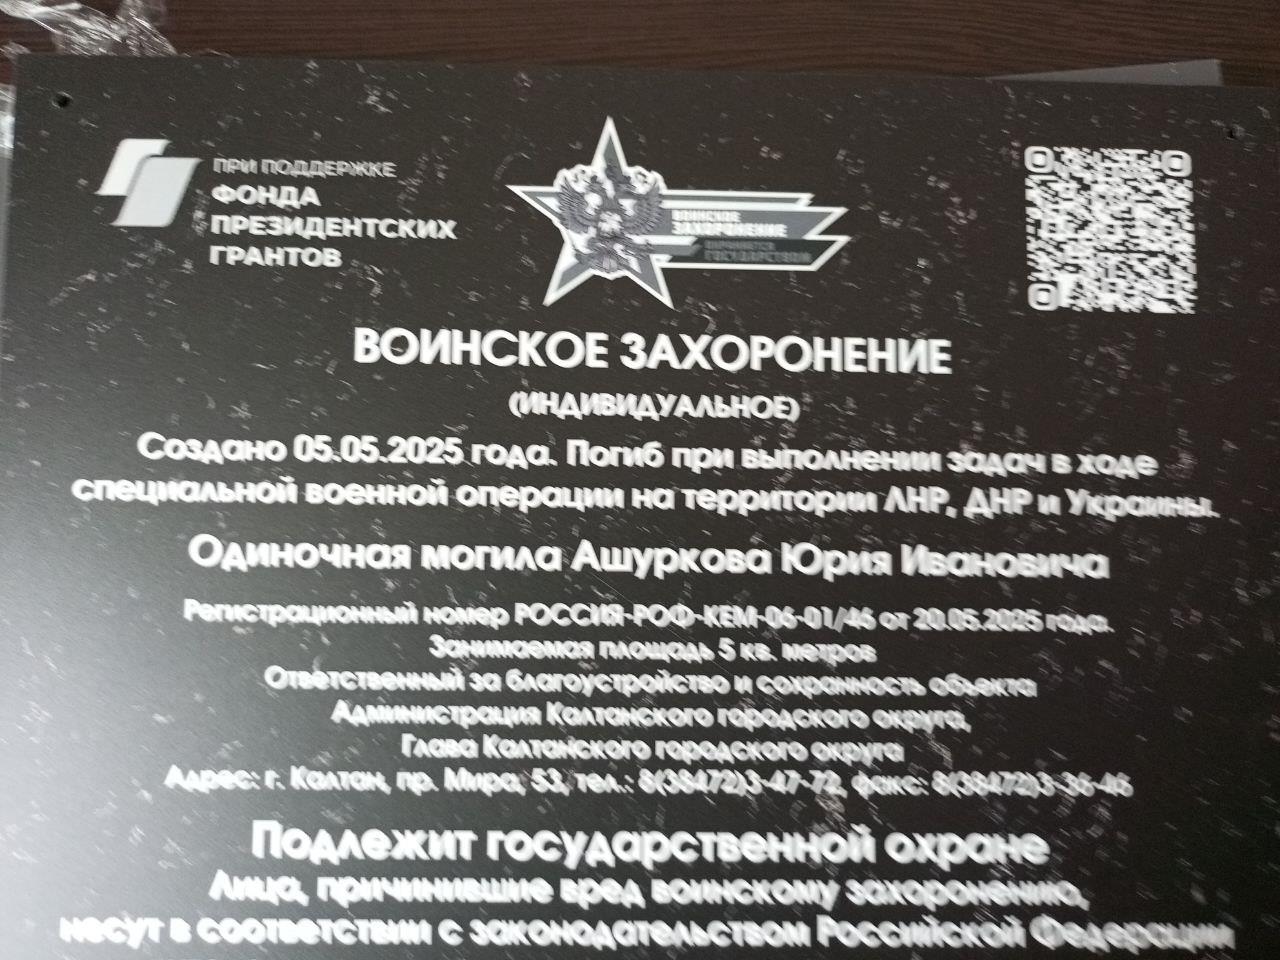 ПРИ ПОДДЕРЖКЕ
ФОНДА
ПРЕЗИДЕНТСКИХ
ГРАНТОВ
ВОИНСКОЕ
ЗАХОРОНЕНИЕ
ОХРАНЯЕТСЯ
ГОСУДАРСТВОМ
ВОИНСКОЕ ЗАХОРОНЕНИЕ
(ИНДИВИДУАЛЬНОЕ)
Создано 05.05.2025 года. Погиб при выполнении задач в ходе
специальной военной операции на территории ЛНР, ДНР и Украины.
Одиночная могила Ашуркова Юрия Ивановича
Регистрационный номер РОССИЯ-РОФ-КЕМ-06-01/46 от 20.05.2025 года.
Занимаемая площадь 5 кв. метров
Ответственный за благоустройство и сохранность объекта
Администрация Калтанского городского округа,
Глава Калтанского городского округа
Адрес: г. Калтан, пр. Мира, 53, тел.: 8(38472)3-47-72, факс: 8(38472)3-36-46
Подлежит государственной охране
Лица, причинившие вред воинскому захоронению,
несут в соответствии с законодательством Российской Федерации